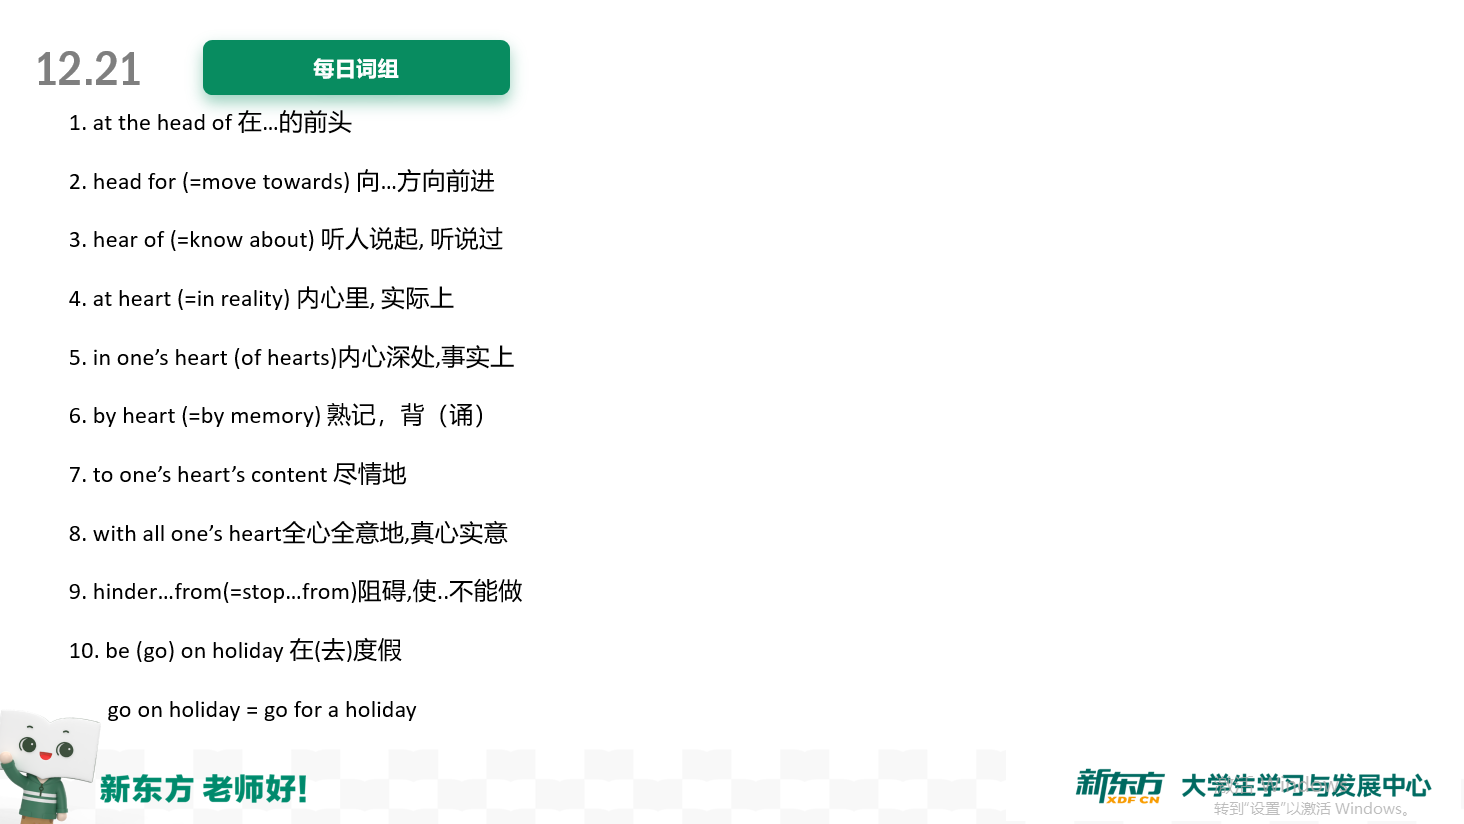 12.21
每日词组
1. at the head of 在...的前头
2. head for (=move towards) 向...方向前进
3. hear of (=know about) 听人说起, 听说过
4. at heart (=in reality) 内心里, 实际上
5. in one’s heart (of hearts)内心深处,事实上
6. by heart (=by memory) 熟记，背（诵）
7. to one’s heart’s content 尽情地
8. with all one’s heart全心全意地,真心实意
9. hinder...from(=stop...from)阻碍,使..不能做
10. be (go) on holiday 在(去)度假
go on holiday = go for a holiday
新东方 老师好!
新东方 XDF.CN 大学生学习与发展中心
激活 Windows
转到“设置”以激活 Windows。